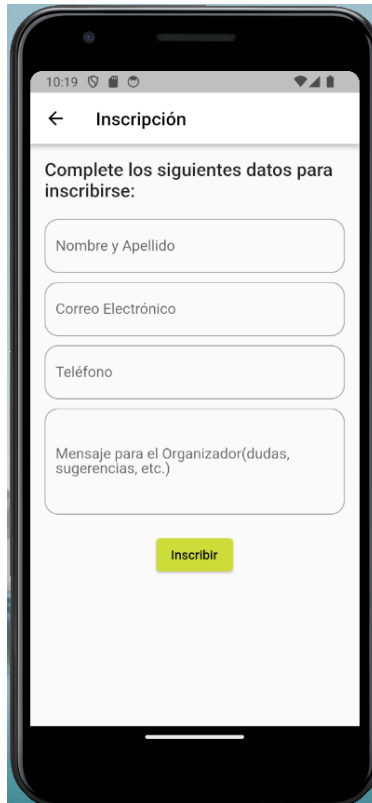 10:19
Inscripción
Complete los siguientes datos para
inscribirse:
Nombre y Apellido
Correo Electrónico
Teléfono
Mensaje para el Organizador(dudas,
sugerencias, etc.)
Inscribir